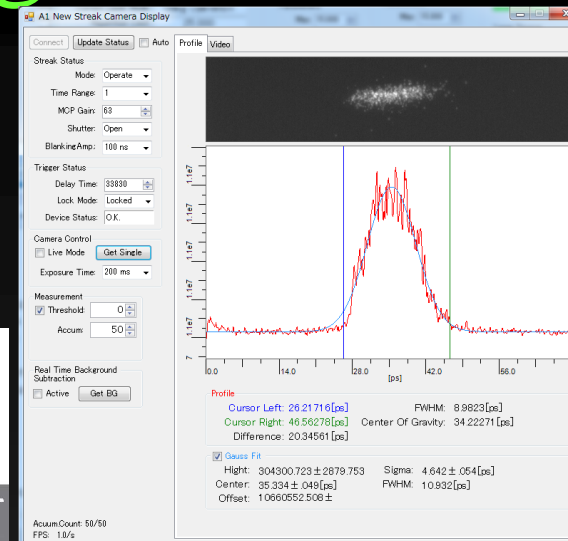 A1 New Streak Camera Display
Connect Update Status Auto Profile Video
Streak Status
Mode: Operate
Time Range: 1
MCP Gain: 63
Shutter: Open
BlankingAmp: 100 ns
Trigger Status
Delay Time: 33830
Lock Mode: Locked
Device Status: O.K.
Camera Control
Live Mode Get Single
Exposure Time: 200 ms
Measurement
Threshold: 0
Accum: 50
Real Time Background
Subtraction
Active Get BG
Acuum.Count: 50/50
FPS: 1.0/s
1.1e7
1.1e7
1.1e7
1.1e7
1.1e7
7
0.0 14.0 28.0 42.0 56.0
[ps]
Profile
Cursor Left: 26.21716[ps] FWHM: 8.9823[ps]
Cursor Right: 46.56278[ps] Center Of Gravity: 34.22271[ps]
Difference: 20.34561[ps]
Gauss Fit
Hight: 304300.723±2879.753 Sigma: 4.642±.054[ps]
Center: 35.334±.049[ps] FWHM: 10.932[ps]
Offset: 10660552.508±